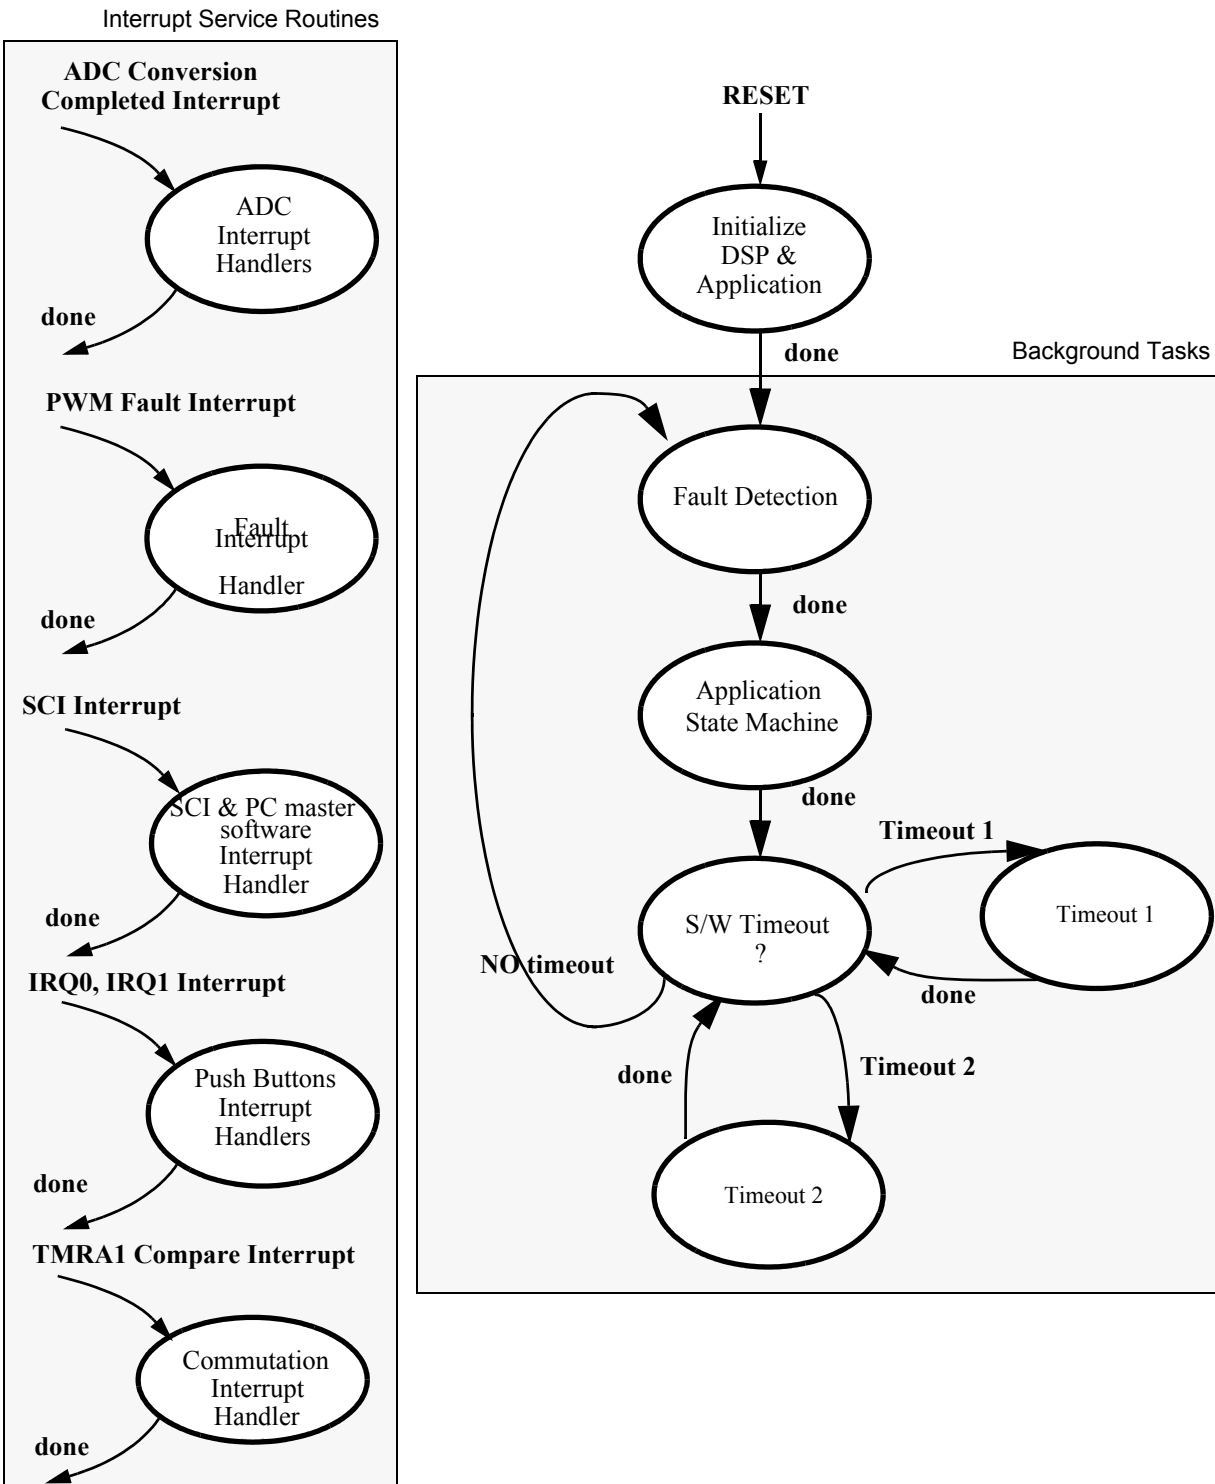 Interrupt Service Routines
ADC Conversion
Completed Interrupt
ADC
Interrupt
Handlers
done
PWM Fault Interrupt
Fault
Interrupt
Handler
done
SCI Interrupt
SCI & PC master
software
Interrupt
Handler
done
IRQ0, IRQ1 Interrupt
Push Buttons
Interrupt
Handlers
done
TMRA1 Compare Interrupt
Commutation
Interrupt
Handler
done
RESET
Initialize
DSP &
Application
done
Background Tasks
Fault Detection
done
Application
State Machine
done
Timeout 1
S/W Timeout
?
Timeout 1
NO timeout
done
done
Timeout 2
Timeout 2